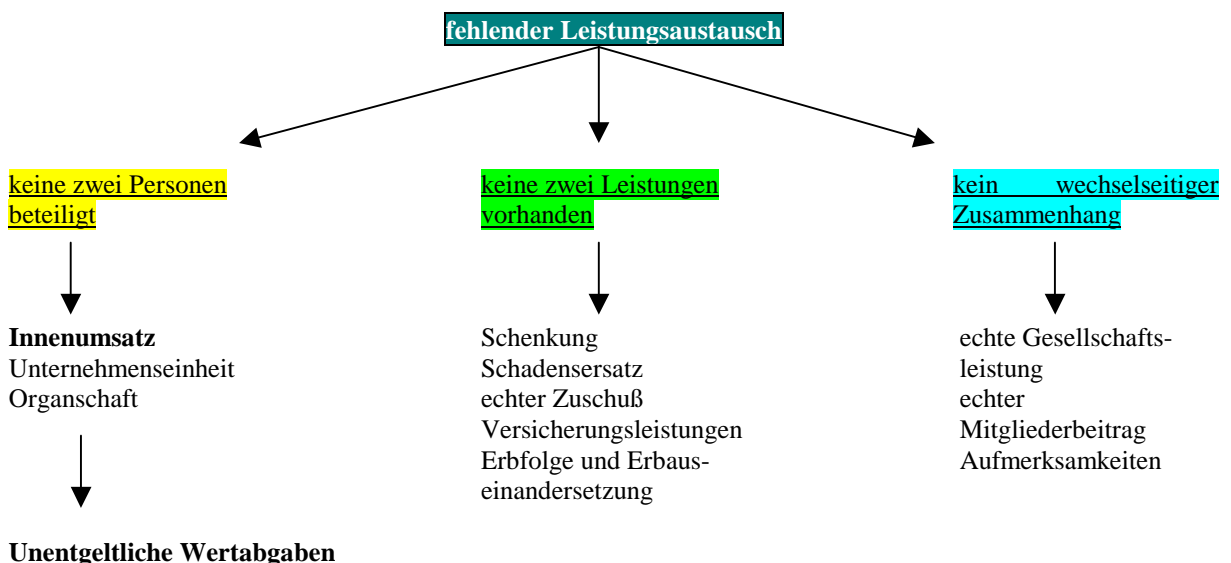 fehlender Leistungsaustausch
keine zwei Personen
beteiligt
keine zwei Leistungen
vorhanden
kein wechselseitiger
Zusammenhang
Innenumsatz
Unternehmenseinheit
Organschaft
Schenkung
Schadensersatz
echter Zuschuß
Versicherungsleistungen
Erbfolge und Erbaus-
einandersetzung
echte Gesellschafts-
leistung
echter
Mitgliederbeitrag
Aufmerksamkeiten
Unentgeltliche Wertabgaben